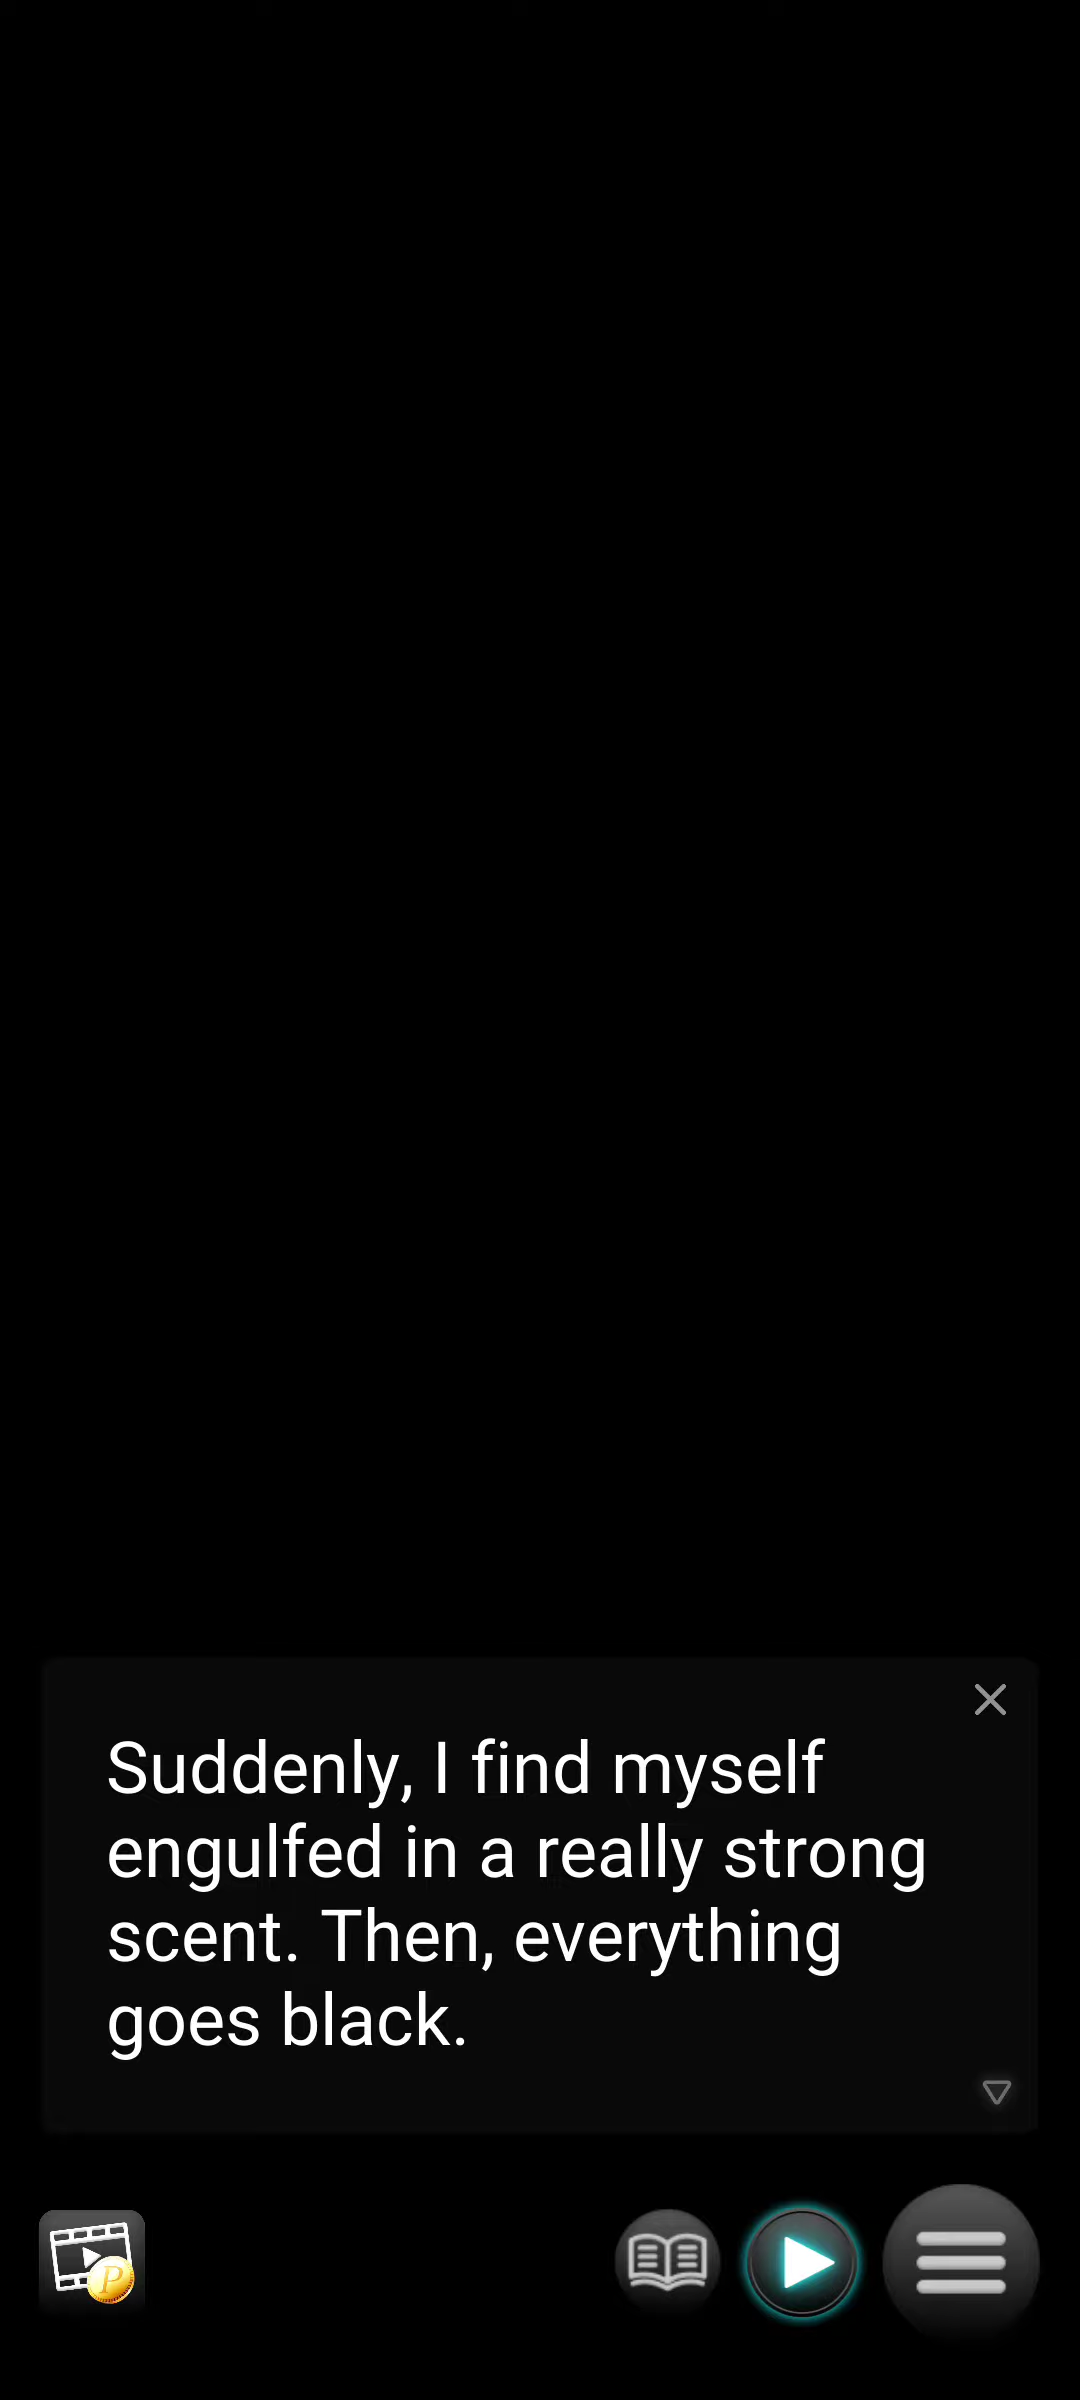 Suddenly, I find myself
engulfed in a really strong
scent. Then, everything
goes black.
P